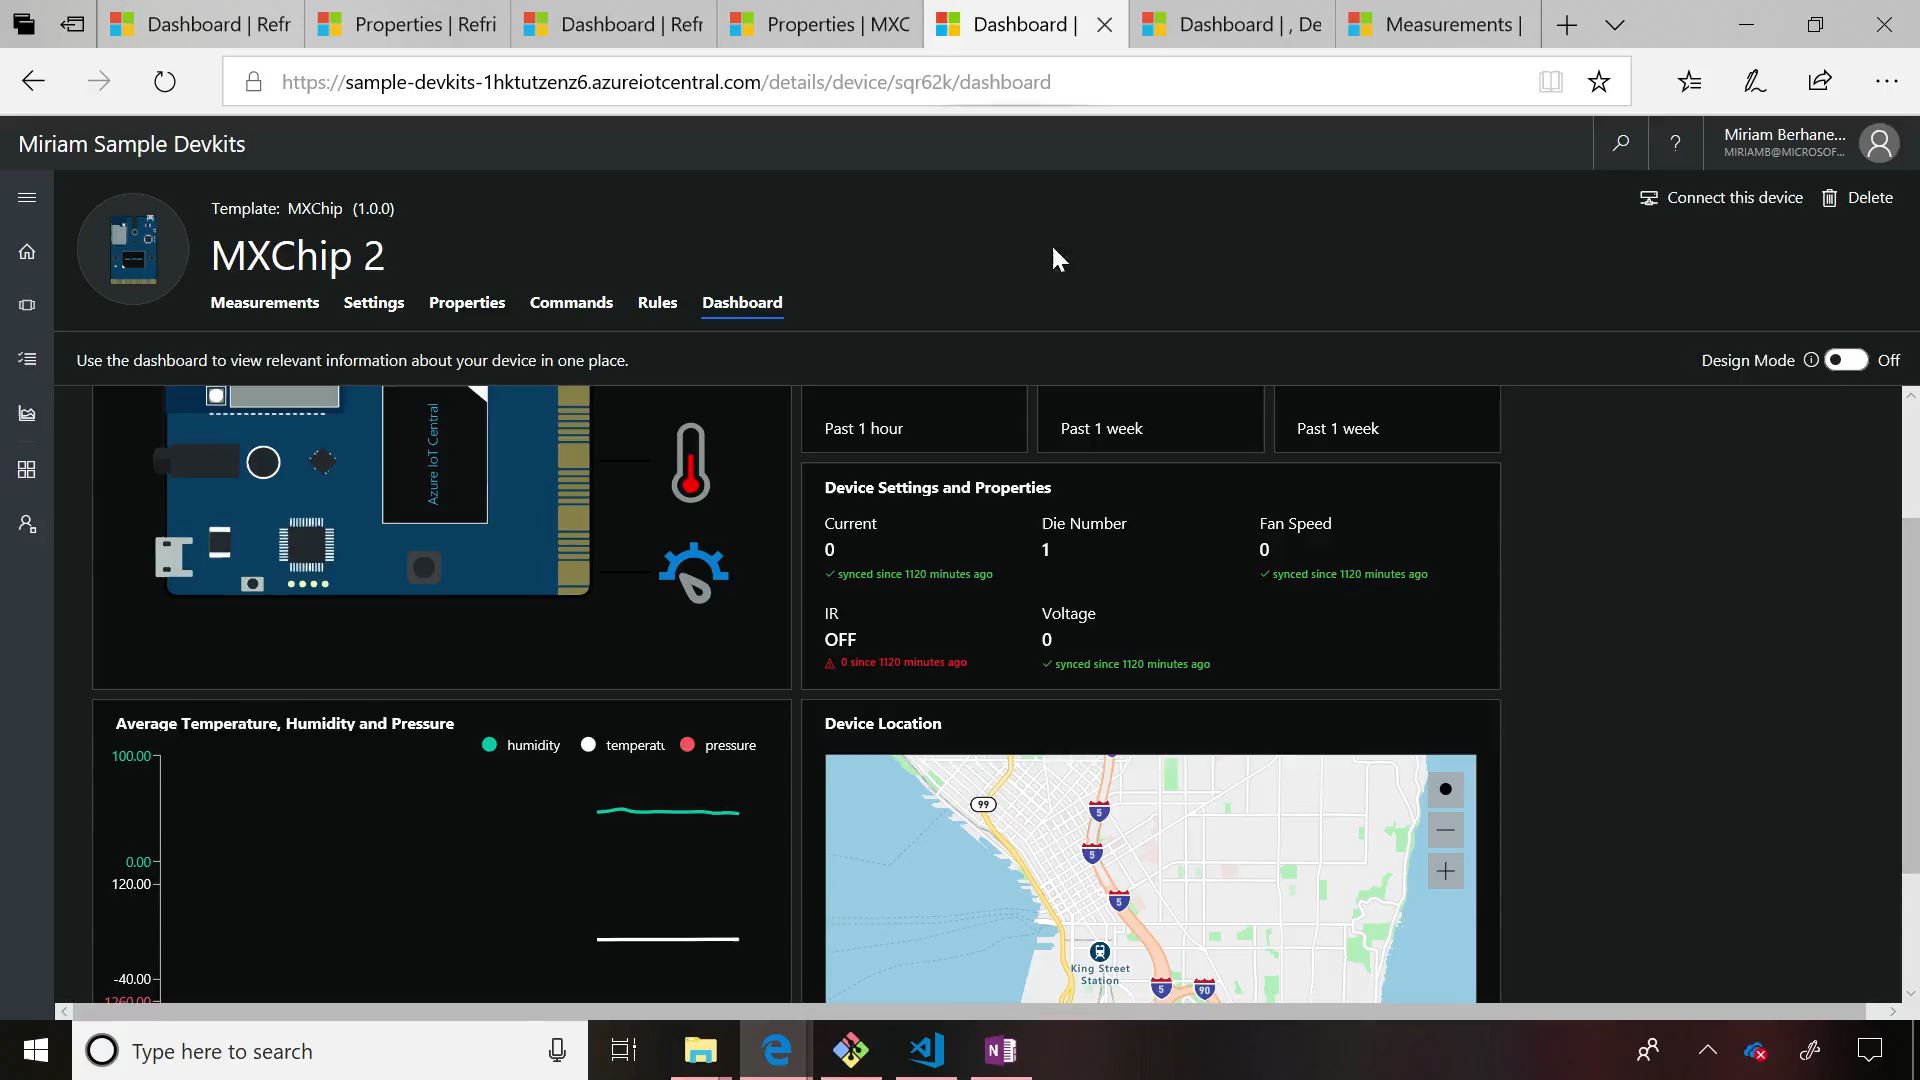 Dashboard | Refr
Properties | Refri
Dashboard | Refr
Properties | MXC
Dashboard |
Dashboard | , De
Measurements |
https://sample-devkits-1hktutzenz6.azureiotcentral.com/details/device/sqr62k/dashboard
Miriam Sample Devkits
?
Miriam Berhane...
MIRIAMB@MICROSOF...
Template: MXChip (1.0.0)
Connect this device
Delete
MXChip 2
Measurements Settings Properties Commands Rules Dashboard
Use the dashboard to view relevant information about your device in one place.
Design Mode
Off
Azure IoT Central
Past 1 hour
Past 1 week
Past 1 week
Device Settings and Properties
Current
0
synced since 1120 minutes ago
Die Number
1
Fan Speed
0
synced since 1120 minutes ago
IR
OFF
0 since 1120 minutes ago
Voltage
0
synced since 1120 minutes ago
Average Temperature, Humidity and Pressure
humidity
temperatu
pressure
100.00
0.00
120.00
-40.00
1260.00
Device Location
99
5
5
5
King Street
Station
5
90
Type here to search
N